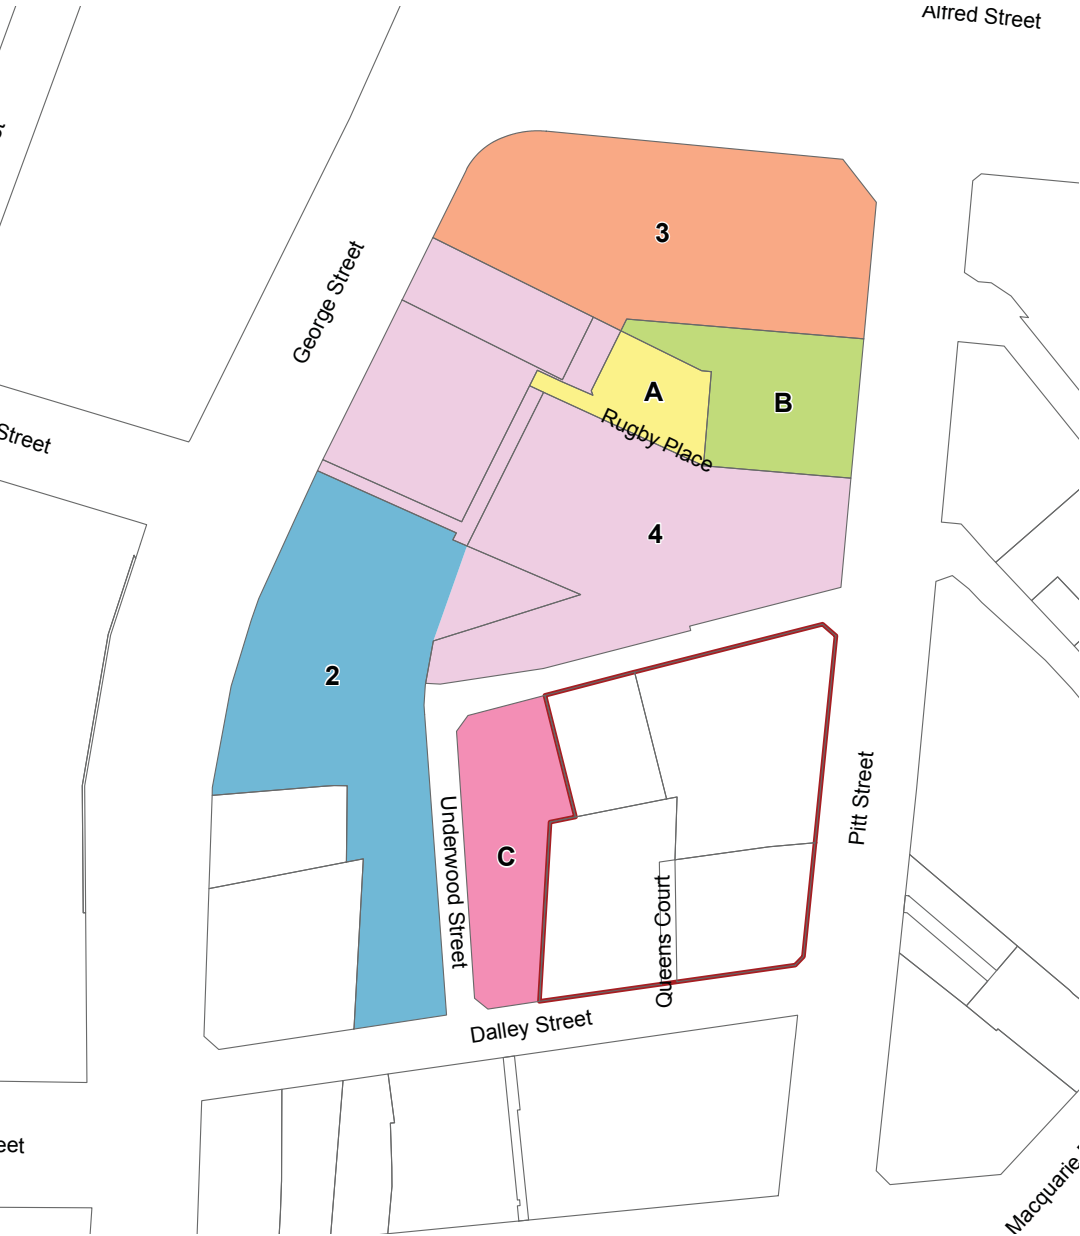 Alfred Street
3
George Street
A
B
Rugby Place
Street
4
2
Pitt Street
Underwood Street
C
Queens Court
Dalley Street
eet
Macquarie